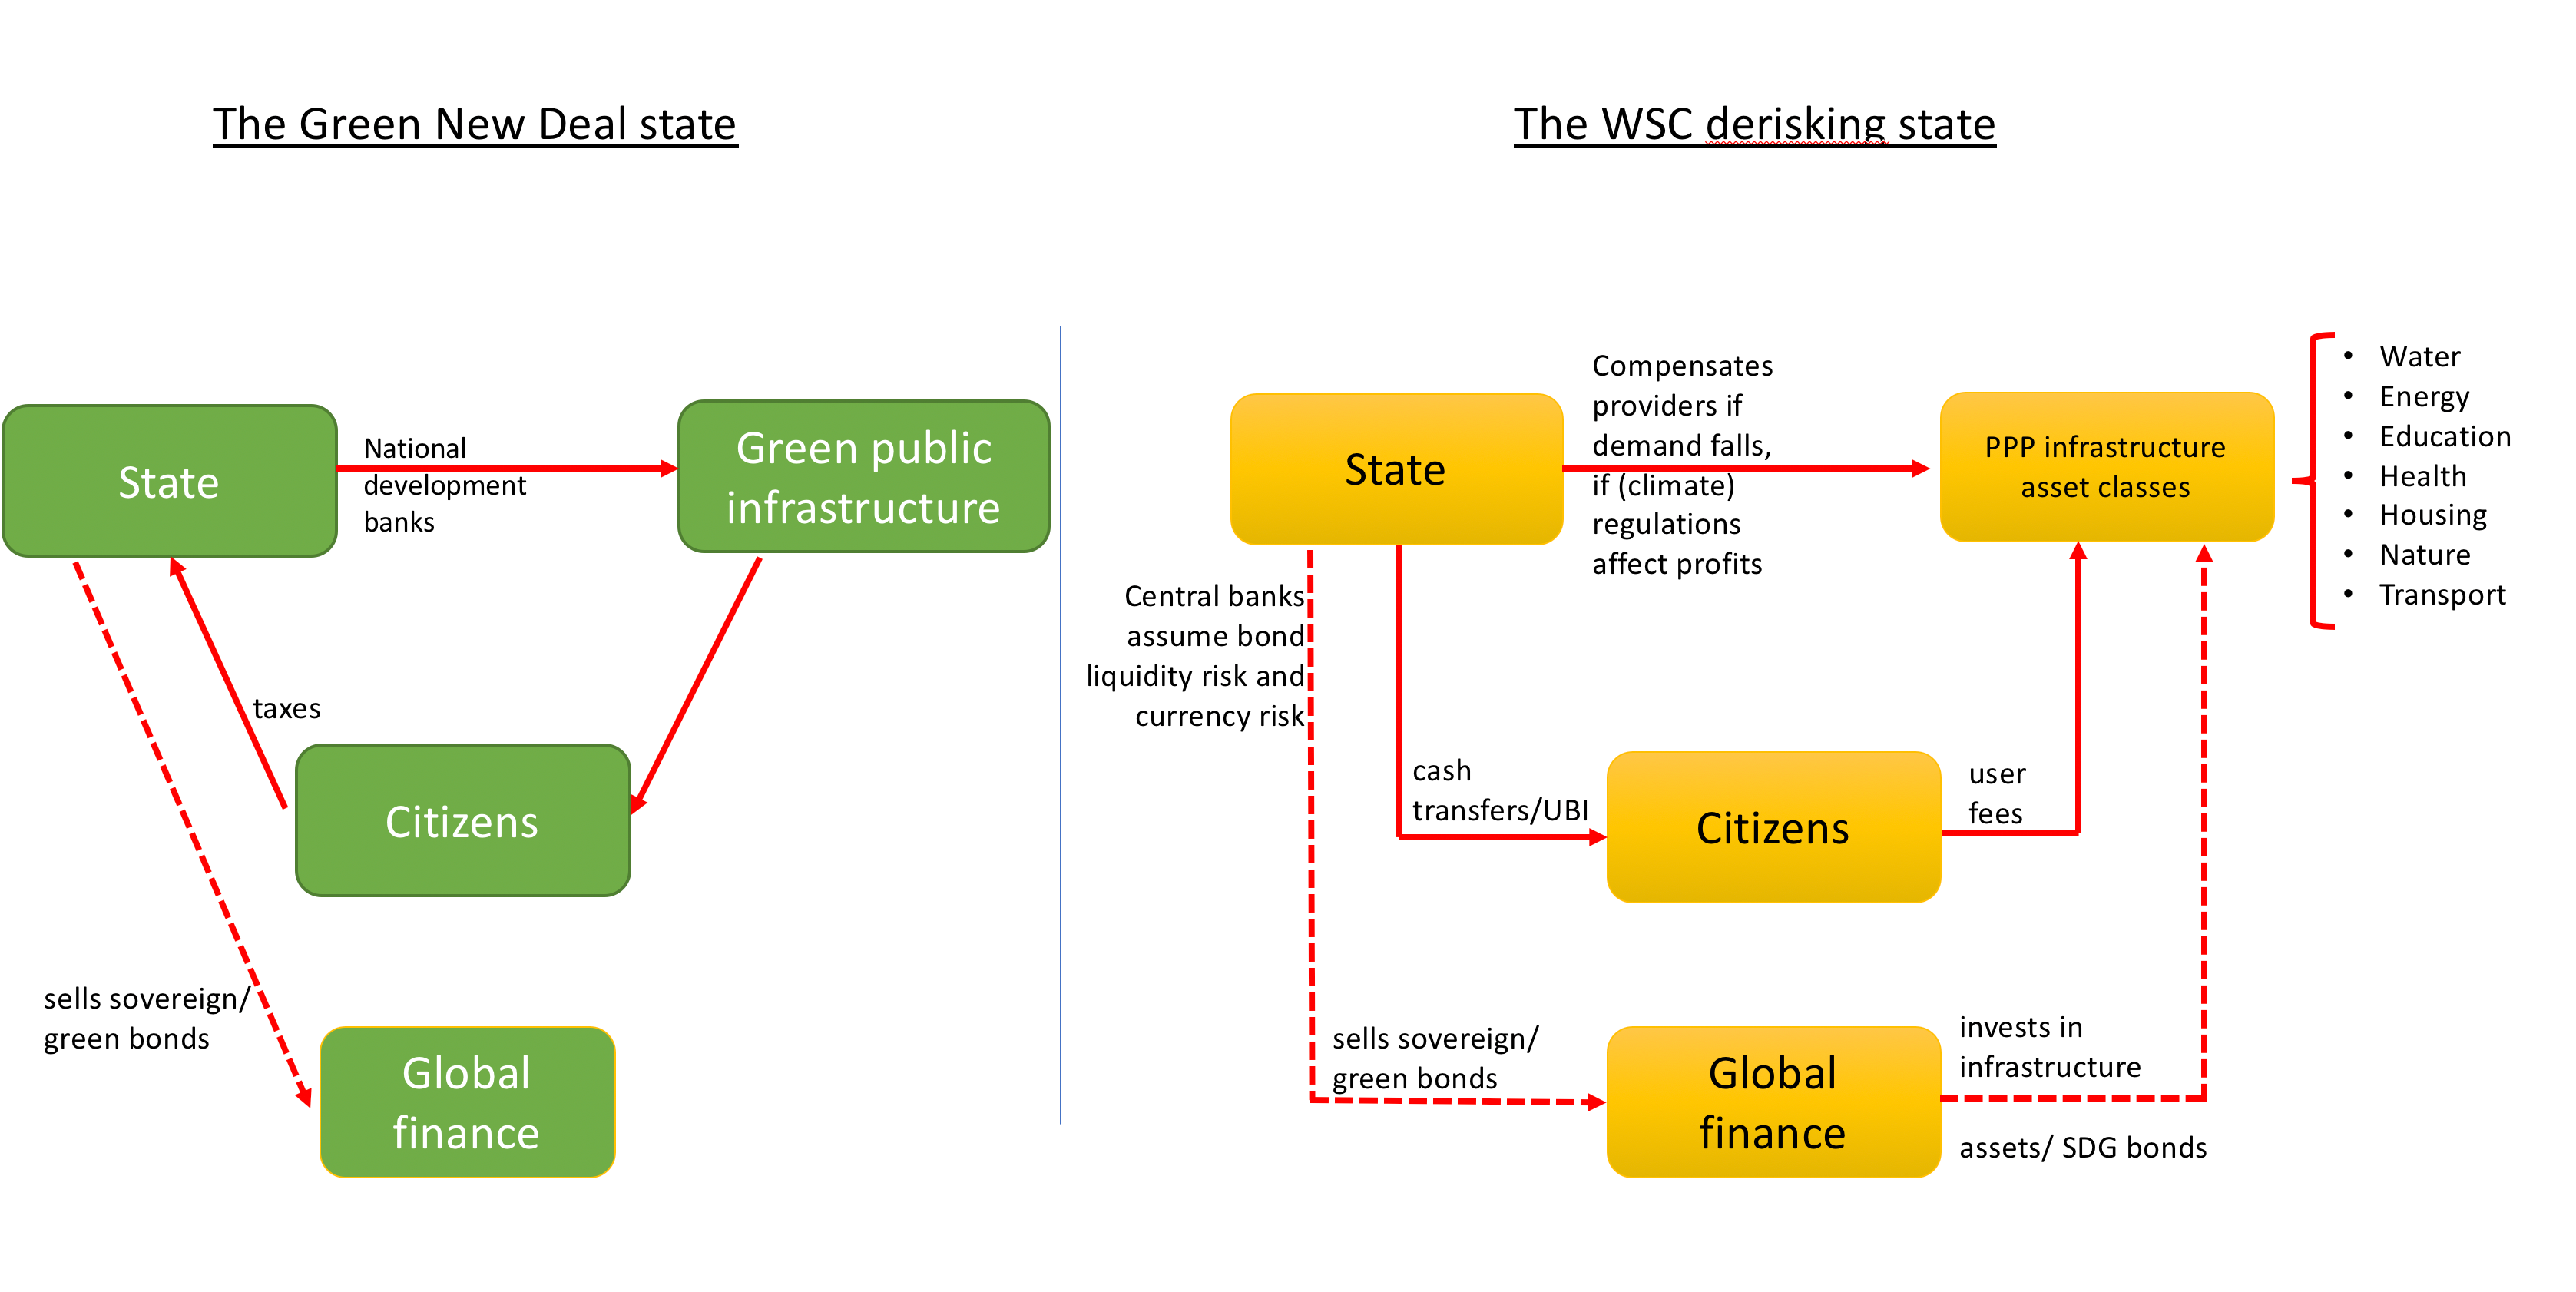 The Green New Deal state
State
National
development
banks
Green public
infrastructure
taxes
Citizens
sells sovereign/
green bonds
Global
finance
The WSC derisking state
State
Compensates
providers if
demand falls,
if (climate)
regulations
affect profits
PPP infrastructure
asset classes
• Water
• Energy
• Education
• Health
• Housing
• Nature
• Transport
Central banks
assume bond
liquidity risk and
currency risk
cash
transfers/UBI
Citizens
user
fees
sells sovereign/
green bonds
Global
finance
invests in
infrastructure
assets/ SDG bonds